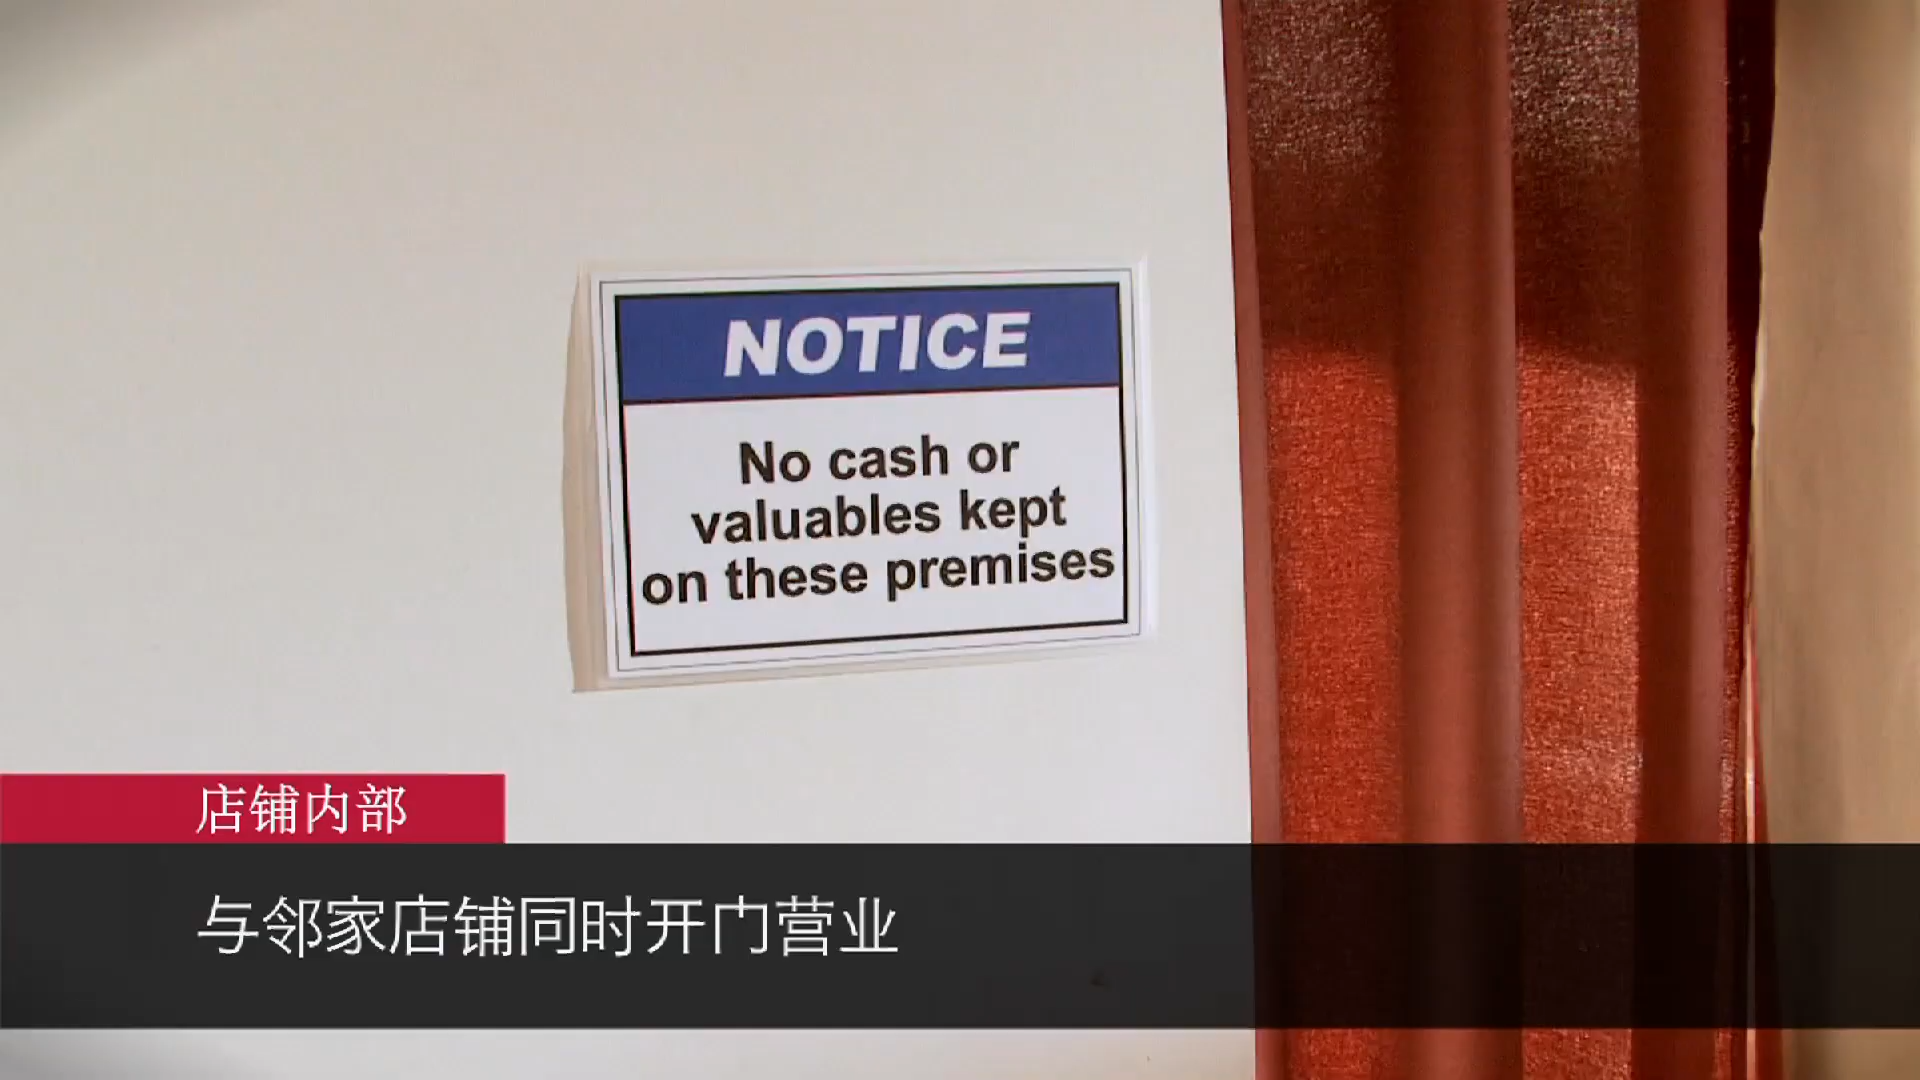 NOTICE
No cash or
valuables kept
on these premises
店铺内部
与邻家店铺同时开门营业